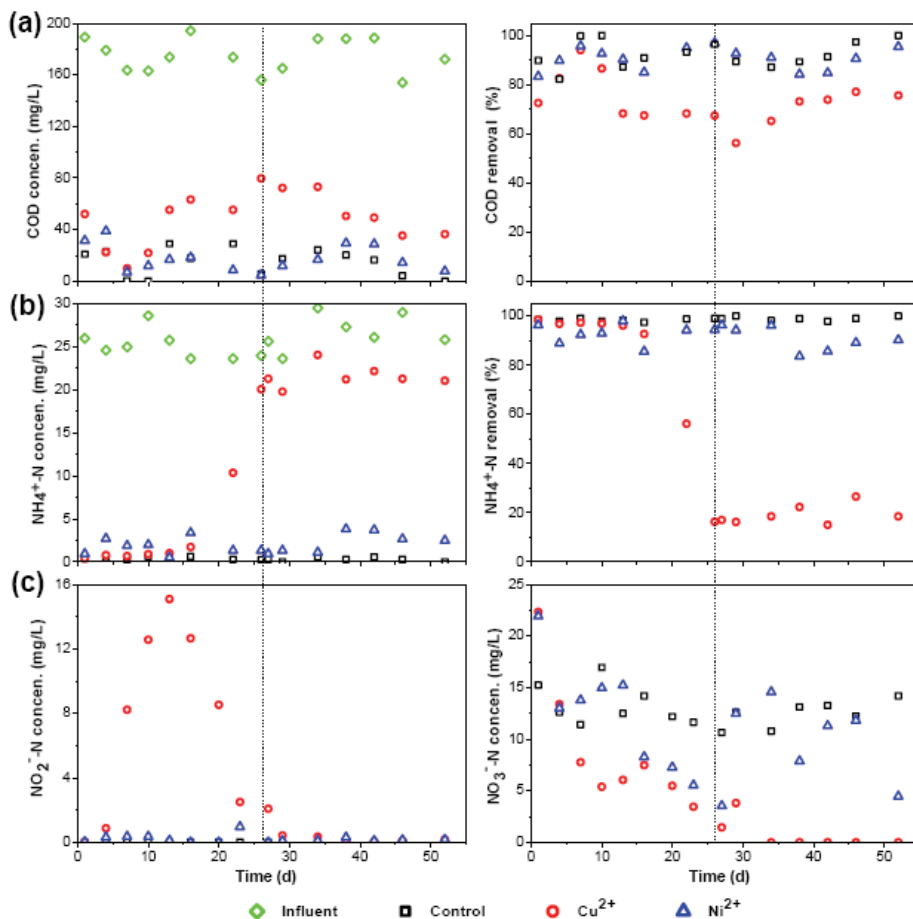 (a)
COD concen. (mg/L)
200
160
120
80
40
0
COD removal (%)
100
80
60
40
20
0
(b)
NH4⁺-N concen. (mg/L)
30
25
20
15
10
5
0
NH4⁺-N removal (%)
100
80
60
40
20
0
(c)
NO₂⁻-N concen. (mg/L)
16
12
8
4
0
0 10 20 30 40 50
Time (d)
NO₃⁻-N concen. (mg/L)
25
20
15
10
5
0
0 10 20 30 40 50
Time (d)
Influent Control Cu²⁺ Ni²⁺